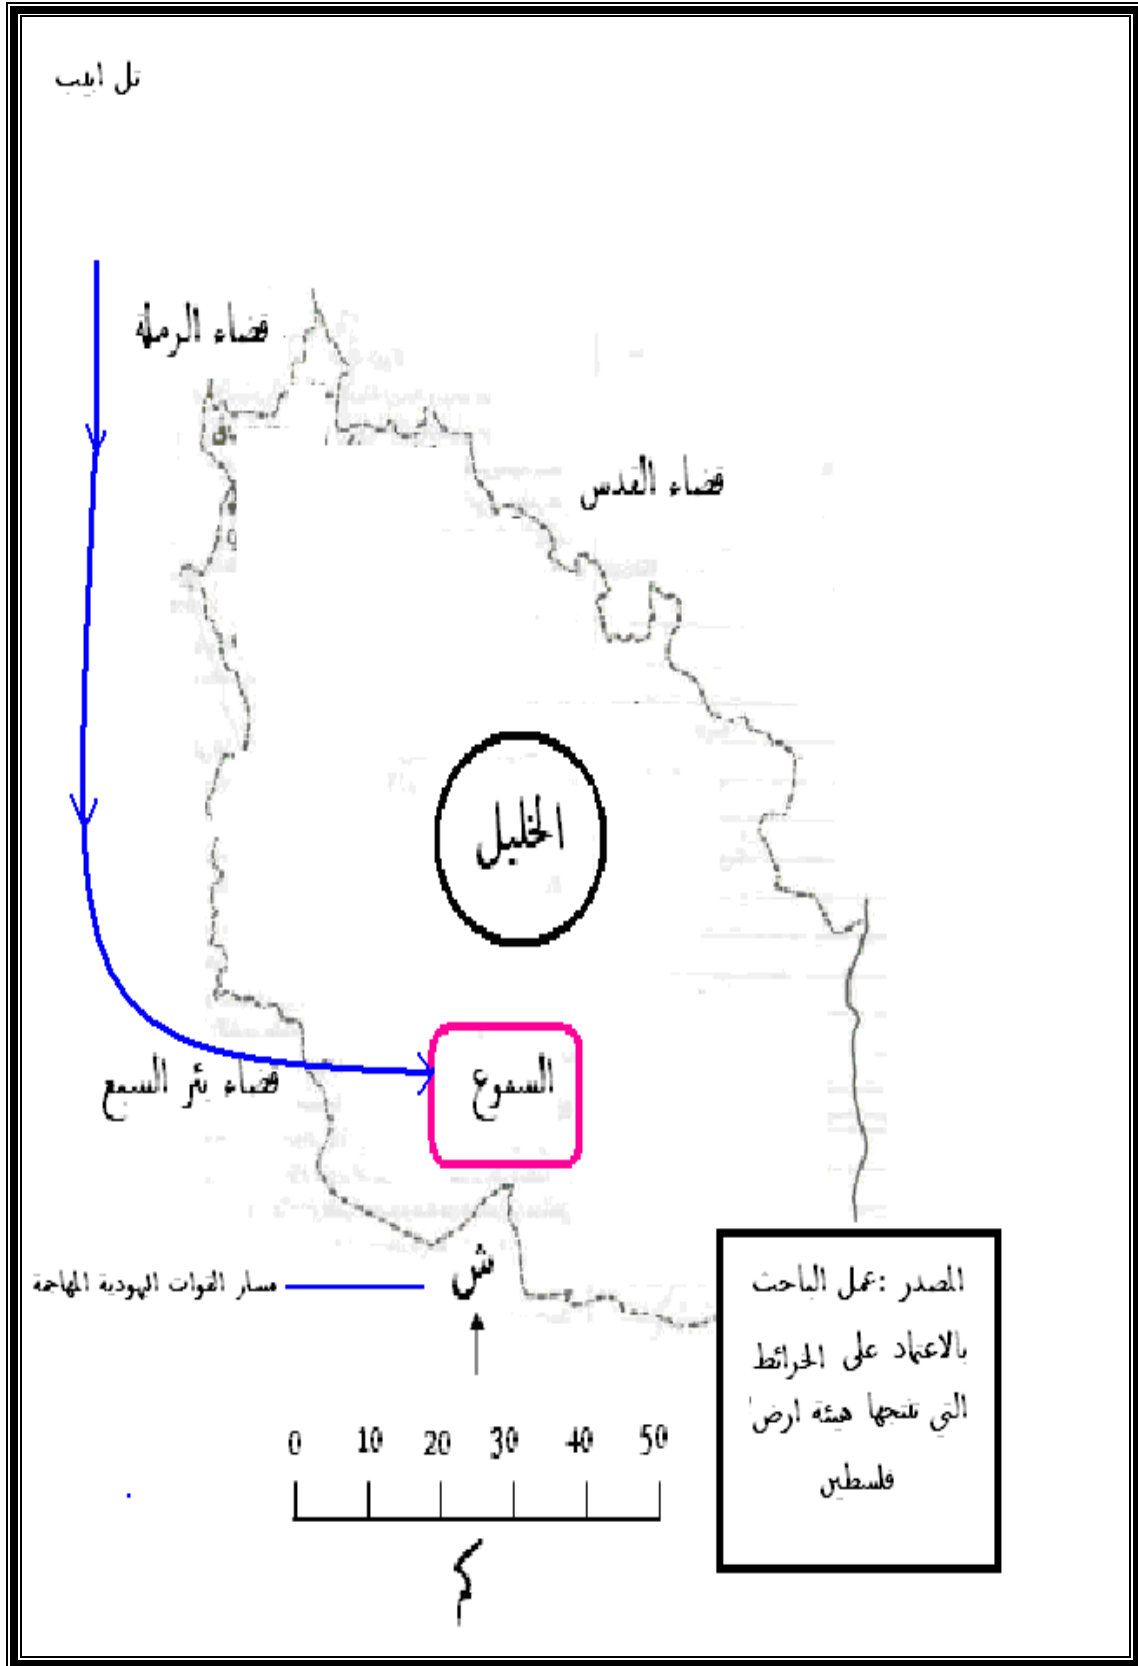 تل ابيب
قضاء الرملة
قضاء القدس
الخليل
السموع
قضاء بئر السبع
ش
مسار القوات اليهودية المهاجمة
المصدر :عمل الباحث
بالاعتماد على الخرائط
التي تنتجها هيئة ارض
فلسطين
0 10 20 30 40 50
كم